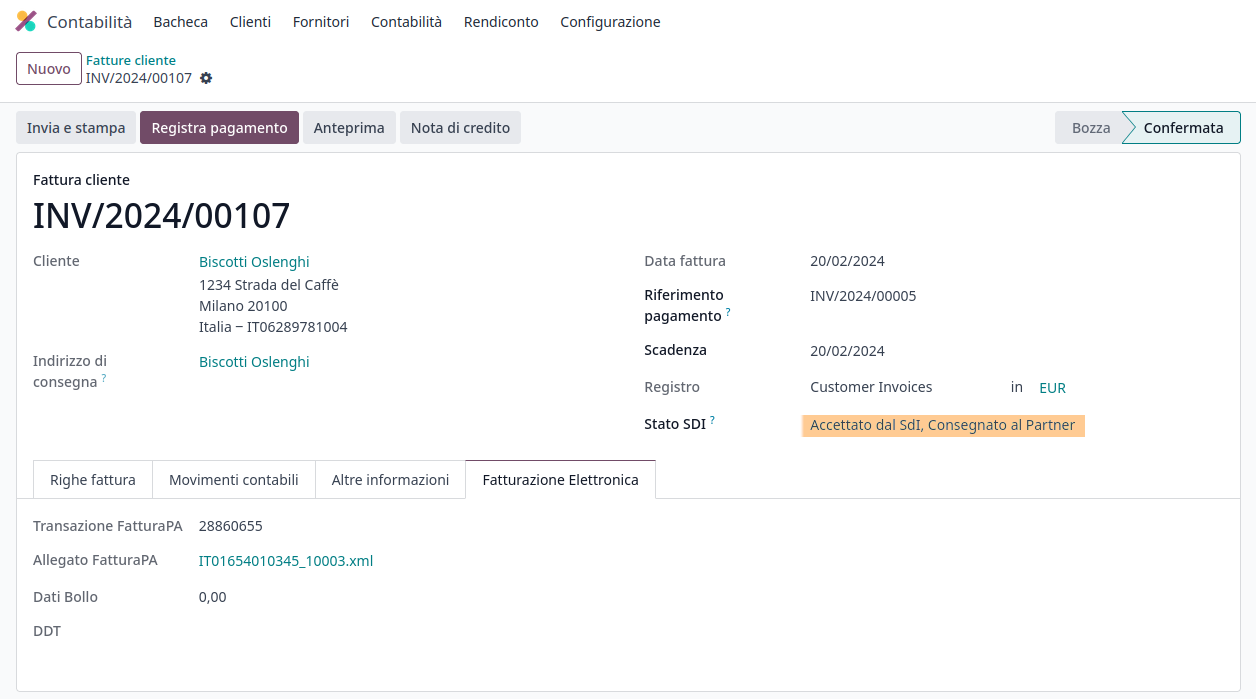 Contabilità Bacheca Clienti Fornitori Contabilità Rendiconto Configurazione
Nuovo
Fatture cliente
INV/2024/00107
Invia e stampa Registra pagamento Anteprima Nota di credito Bozza Confermata
Fattura cliente
INV/2024/00107
Cliente
Biscotti Oslenghi
1234 Strada del Caffè
Milano 20100
Italia – IT06289781004
Indirizzo di
consegna ?
Biscotti Oslenghi
Data fattura 20/02/2024
Riferimento
pagamento ?
INV/2024/00005
Scadenza 20/02/2024
Registro Customer Invoices in EUR
Stato SDI ? Accettato dal SdI, Consegnato al Partner
Righe fattura Movimenti contabili Altre informazioni Fatturazione Elettronica
Transazione FatturaPA 28860655
Allegato FatturaPA IT01654010345_10003.xml
Dati Bollo 0,00
DDT